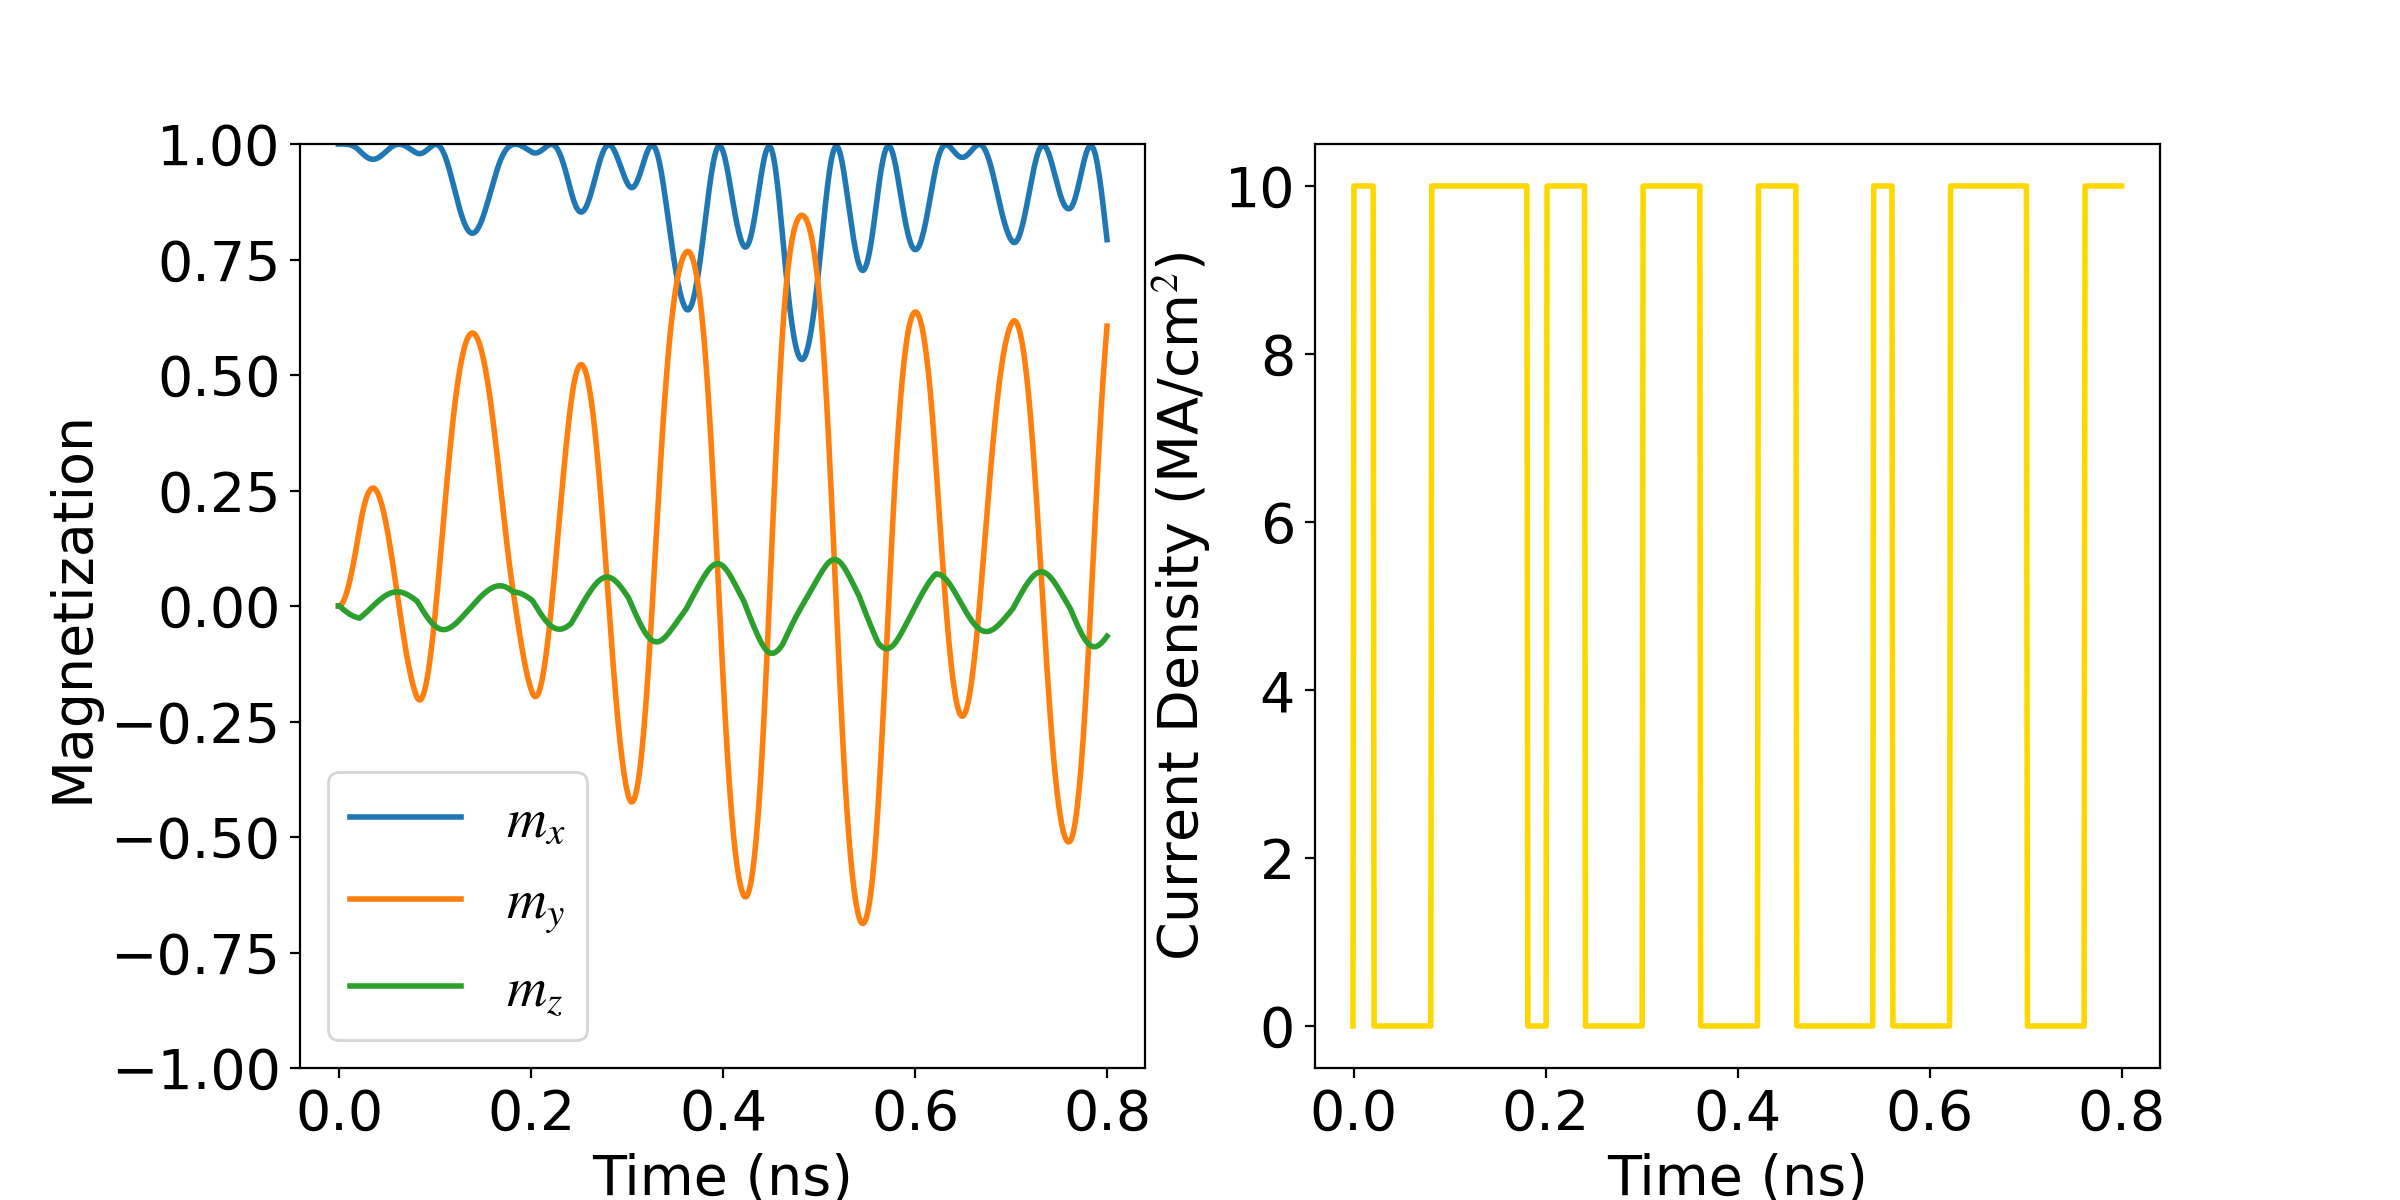 1.00
0.75
0.50
0.25
0.00
−0.25
−0.50
−0.75
−1.00
Magnetization
m_x
m_y
m_z
0.0 0.2 0.4 0.6 0.8
Time (ns)
Current Density (MA/cm²)
10
8
6
4
2
0
0.0 0.2 0.4 0.6 0.8
Time (ns)